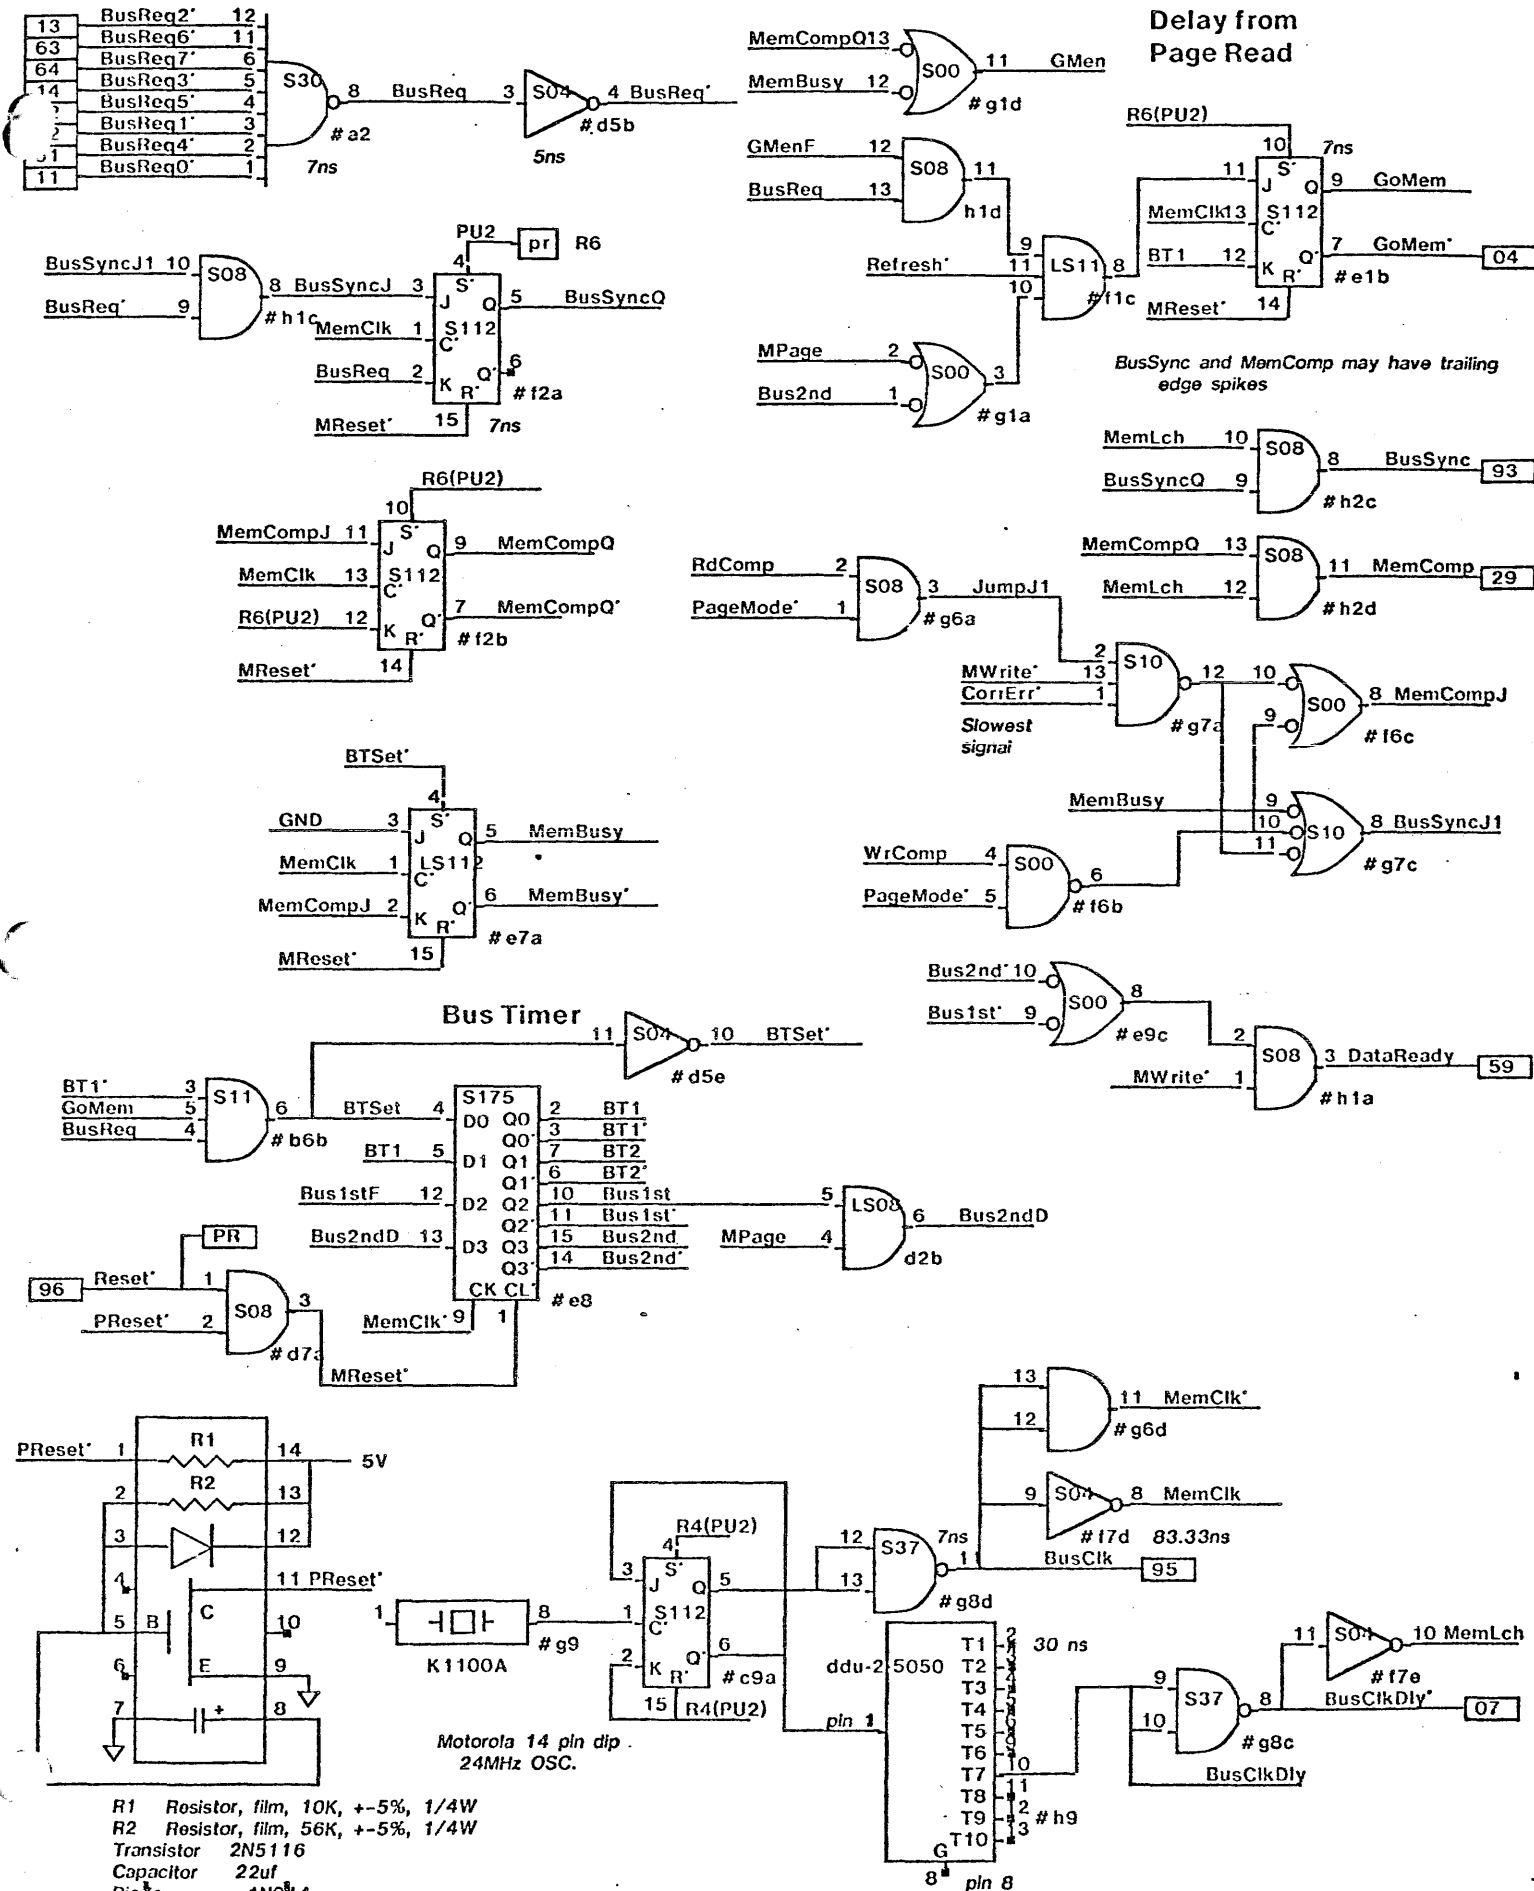 Delay from
Page Read
13 BusReq2' 12
63 BusReq6' 11
64 BusReq7' 6
14 BusReq3' 5
BusReq5' 4
BusReq1' 3
BusReq4' 2
11 BusReq0' 1
S30 8 BusReq
#a2
7ns
3 S04 4 BusReq'
#d5b
5ns
MemCompQ 13
MemBusy 12
S00 11 GMen
#g1d
GMenF 12
BusReq 13
S08 11
h1d
R6(PU2)
10 7ns
11 J S' Q 9 GoMem
MemClk 13 C' S112
BT1 12 K Q' 7 GoMem' 04
R' #e1b
MReset' 14
Refresh' 11
9
10
LS11 8
#f1c
MPage 2
Bus2nd 1
S00 3
#g1a
BusSync and MemComp may have trailing
edge spikes
PU2 pr R6
4
BusSyncJ1 10
BusReq' 9
S08 8 BusSyncJ 3
#h1c
J S' Q 5 BusSyncQ
MemClk 1 C' S112
BusReq 2 K Q' 6
R' #f2a
MReset' 15 7ns
MemLch 10
BusSyncQ 9
S08 8 BusSync 93
#h2c
R6(PU2)
10
MemCompJ 11 J S' Q 9 MemCompQ
MemClk 13 C' S112
R6(PU2) 12 K Q' 7 MemCompQ'
R' #f2b
MReset' 14
MemCompQ 13
MemLch 12
S08 11 MemComp 29
#h2d
RdComp 2
PageMode' 1
S08 3 JumpJ1
#g6a
2
MWrite' 13
CorrErr' 1
Slowest
signal
S10 12
#g7a
10
9
S00 8 MemCompJ
#f6c
MemBusy 9
10
11
S10 8 BusSyncJ1
#g7c
WrComp 4
PageMode' 5
S00 6
#f6b
BTSet'
4
GND 3 J S' Q 5 MemBusy
MemClk 1 C' LS112
MemCompJ 2 K Q' 6 MemBusy'
R' #e7a
MReset' 15
Bus2nd' 10
Bus1st' 9
S00 8
#e9c
2
MWrite' 1
S08 3 DataReady 59
#h1a
Bus Timer
11 S04 10 BTSet'
#d5e
BT1' 3
GoMem 5
BusReq 4
S11 6
#b6b
S175
BTSet 4 D0 Q0 2 BT1
Q0' 3 BT1'
BT1 5 D1 Q1 7 BT2
Q1' 6 BT2'
Bus1stF 12 D2 Q2 10 Bus1st
Q2' 11 Bus1st'
Bus2ndD 13 D3 Q3 15 Bus2nd
Q3' 14 Bus2nd'
CK CL' #e8
MemClk' 9 1
5
MPage 4
LS08 6 Bus2ndD
d2b
PR
96 Reset' 1
PReset' 2
S08 3
#d7a
MReset'
PReset' 1 R1 14 5V
2 R2 13
3 12
4 11 PReset'
5 B C 10
6 E 9
7 + 8
13
12
11 MemClk'
#g6d
9 S04 8 MemClk
#f7d 83.33ns
1 8
#g9
K1100A
R4(PU2)
4
3 J S' Q 5
1 C' S112
2 K Q' 6
R' #c9a
15 R4(PU2)
Motorola 14 pin dip
24MHz OSC.
12
13
S37 7ns
11 BusClk 95
#g8d
ddu-2 5050
pin 1
T1 2 30 ns
T2 3
T3 4
T4 5
T5 6
T6 9
T7 10
T8 11
T9 12 #h9
T10 13
G
8 pin 8
9
10
S37 8
#g8c
11 S04 10 MemLch
#f7e
BusClkDly' 07
BusClkDly
R1 Resistor, film, 10K, +-5%, 1/4W
R2 Resistor, film, 56K, +-5%, 1/4W
Transistor 2N5116
Capacitor 22uf